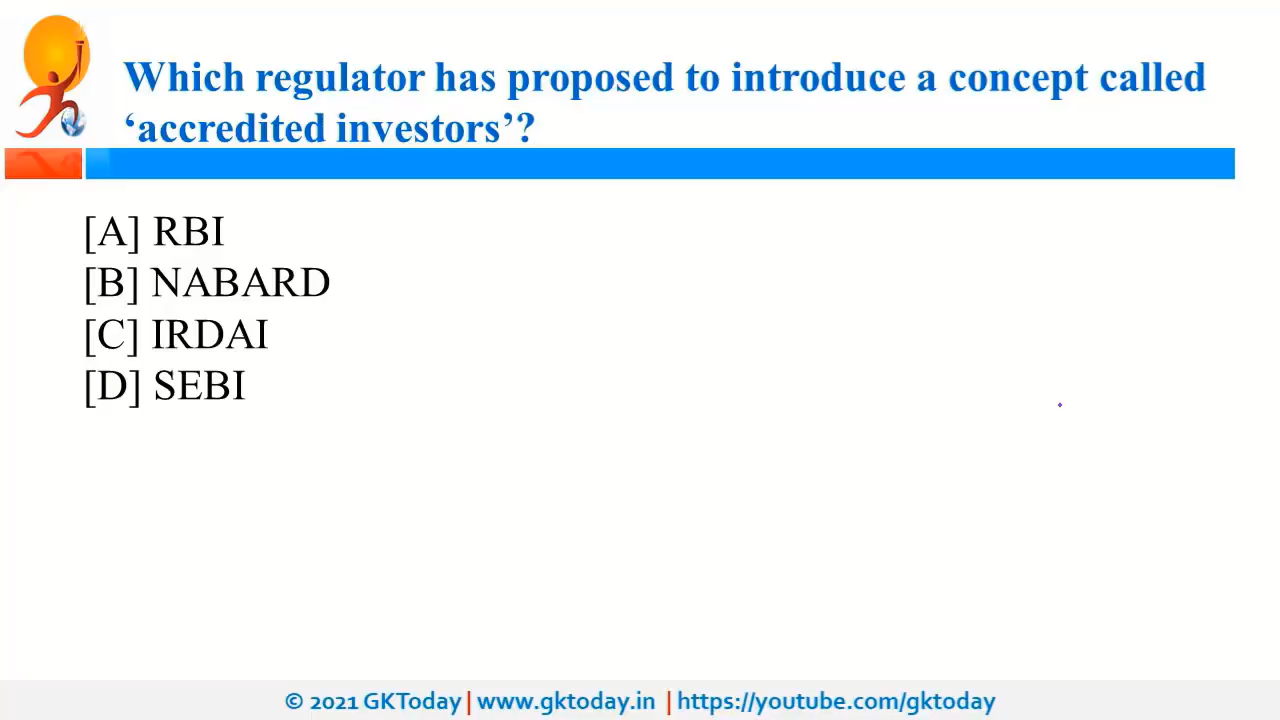 Which regulator has proposed to introduce a concept called
‘accredited investors’?
[A] RBI
[B] NABARD
[C] IRDAI
[D] SEBI
© 2021 GKToday | www.gktoday.in | https://youtube.com/gktoday